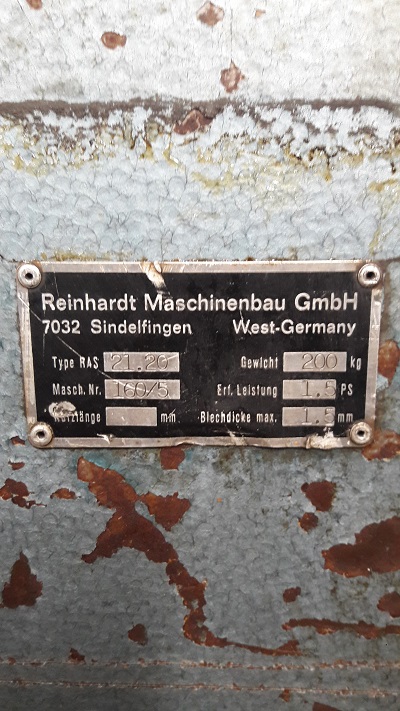 Reinhardt Maschinenbau GmbH
7032 Sindelfingen West-Germany
Type RAS 21.20 Gewicht 200 kg
Masch. Nr. 160/5 Erf. Leistung 1,5 PS
mm Blechdicke max. 1,5 mm